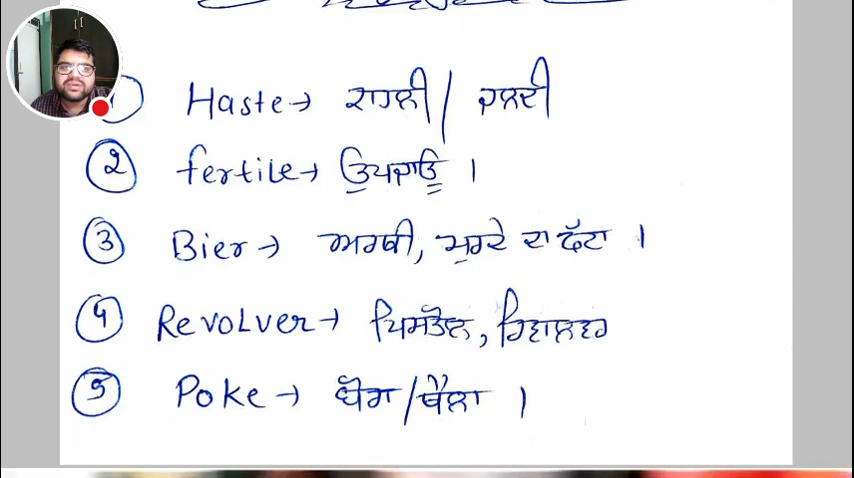 1 Haste→ ਕਾਹਲੀ/ ਜਲਦੀ
2 fertile→ ਉਪਜਾਊ ।
3 Bier→ ਅਰਥੀ, ਮੁਰਦੇ ਦਾ ਫੱਟਾ ।
4 Revolver→ ਪਿਸਤੌਲ, ਰਿਵਾਲਵਰ
5 Poke→ / ਥੈਲਾ ।